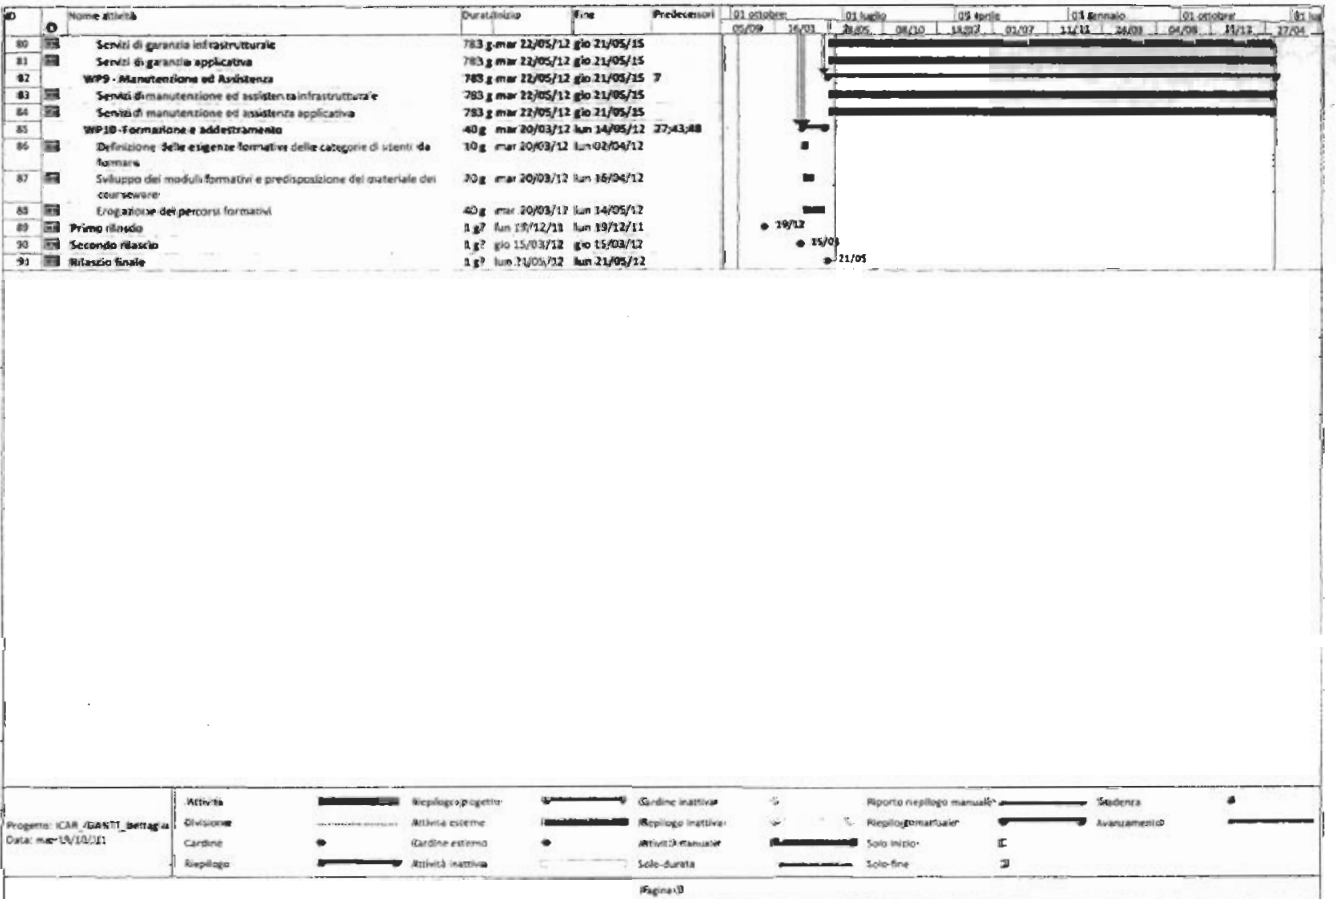 ID Nome attività Durata Inizio Fine Predecessori 01 ottobre 01 luglio 05 aprile 01 gennaio 01 ottobre 01 lug
05/09 16/01 28/05 08/10 18/02 01/07 11/11 24/03 04/08 15/12 27/04
80 Servizi di garanzia infrastrutturale 783 g mar 22/05/12 gio 21/05/15
81 Servizi di garanzia applicativa 783 g mar 22/05/12 gio 21/05/15
82 WP9 - Manutenzione ed Assistenza 783 g mar 22/05/12 gio 21/05/15 7
83 Servizi di manutenzione ed assistenza infrastrutturale 783 g mar 22/05/12 gio 21/05/15
84 Servizi di manutenzione ed assistenza applicativa 783 g mar 22/05/12 gio 21/05/15
85 WP10 -Formazione e addestramento 40 g mar 20/03/12 lun 14/05/12 27;43;48
86 Definizione delle esigenze formative delle categorie di utenti da formare 10 g mar 20/03/12 lun 02/04/12
87 Sviluppo dei moduli formativi e predisposizione del materiale dei courseware 20 g mar 20/03/12 lun 16/04/12
88 Erogazione dei percorsi formativi 40 g mar 20/03/12 lun 14/05/12
89 Primo rilascio 1 g? lun 19/12/11 lun 19/12/11 19/12
90 Secondo rilascio 1 g? gio 15/03/12 gio 15/03/12 15/03
91 Rilascio finale 1 g? lun 21/05/12 lun 21/05/12 21/05
Progetto: ICAR_GANTT_dettaglia
Data: mer 19/10/11
Attività Riepilogo progetto Cardine inattiva Riporto riepilogo manuale Scadenza
Divisione Attività esterne Riepilogo inattiva Riepilogo manuale Avanzamento
Cardine Cardine esterno Attività manuale Solo inizio
Riepilogo Attività inattiva Solo-durata Solo-fine
Pagina